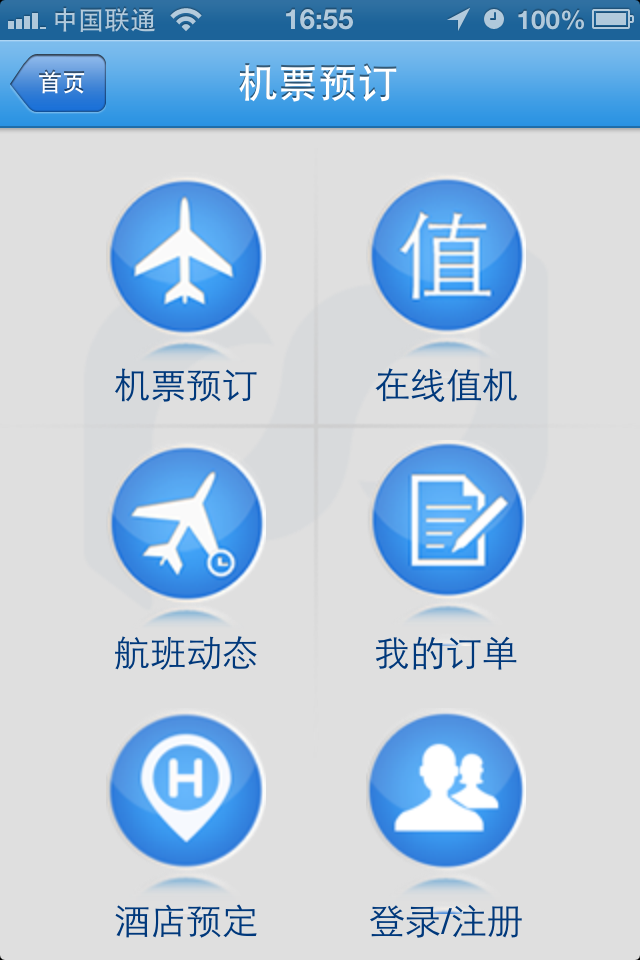 中国联通 16:55 100%
首页 机票预订
值
机票预订 在线值机
航班动态 我的订单
H
酒店预定 登录/注册